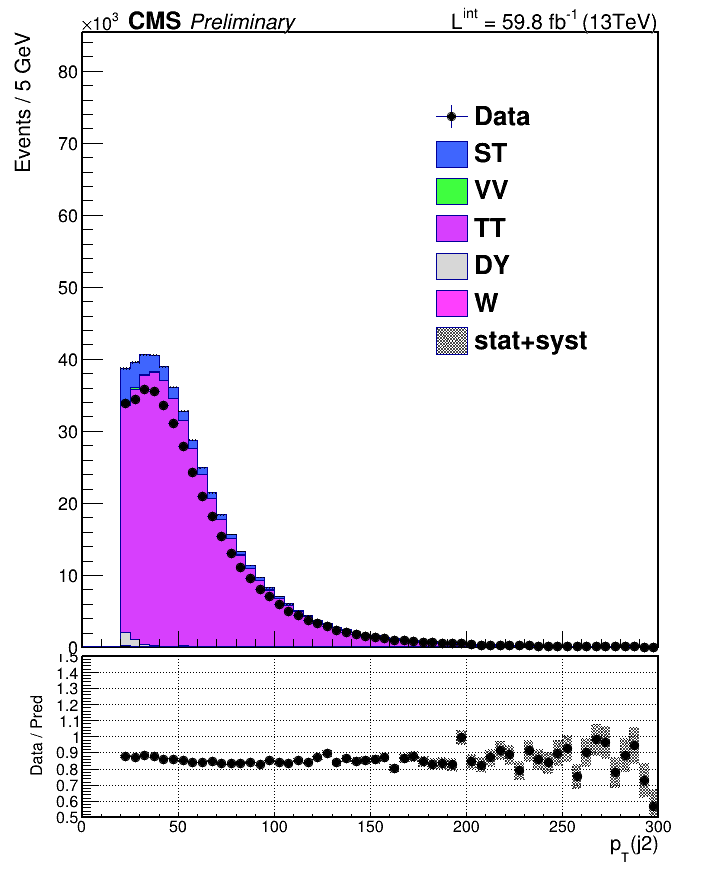 ×10³ CMS Preliminary L^int = 59.8 fb⁻¹ (13TeV)
Events / 5 GeV
80
70
60
50
40
30
20
10
0
Data
ST
VV
TT
DY
W
stat+syst
Data / Pred
1.5
1.4
1.3
1.2
1.1
1
0.9
0.8
0.7
0.6
0.5
0 50 100 150 200 250 300
p_T(j2)